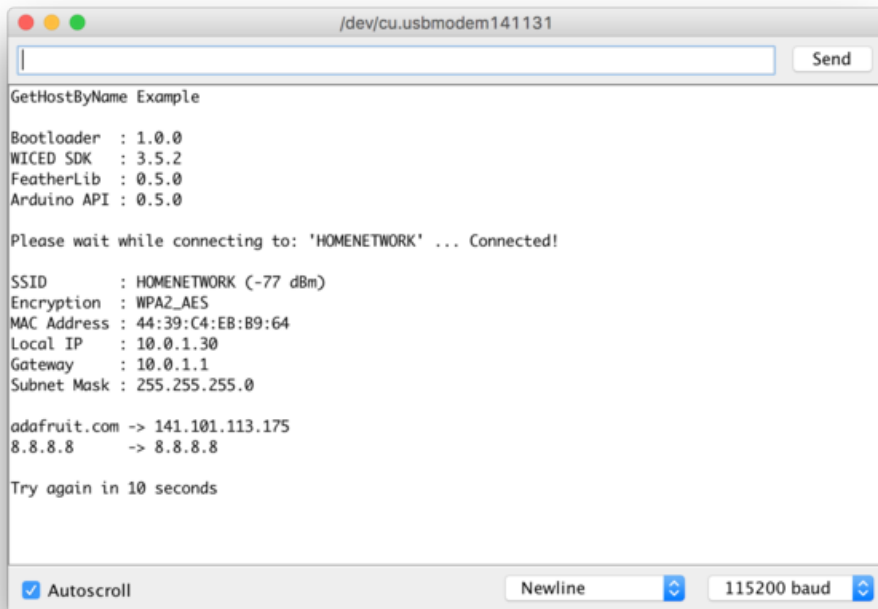 /dev/cu.usbmodem141131
Send
GetHostByName Example
Bootloader : 1.0.0
WICED SDK : 3.5.2
FeatherLib : 0.5.0
Arduino API : 0.5.0
Please wait while connecting to: 'HOMENETWORK' ... Connected!
SSID : HOMENETWORK (-77 dBm)
Encryption : WPA2_AES
MAC Address : 44:39:C4:EB:B9:64
Local IP : 10.0.1.30
Gateway : 10.0.1.1
Subnet Mask : 255.255.255.0
adafruit.com -> 141.101.113.175
8.8.8.8 -> 8.8.8.8
Try again in 10 seconds
Autoscroll Newline 115200 baud